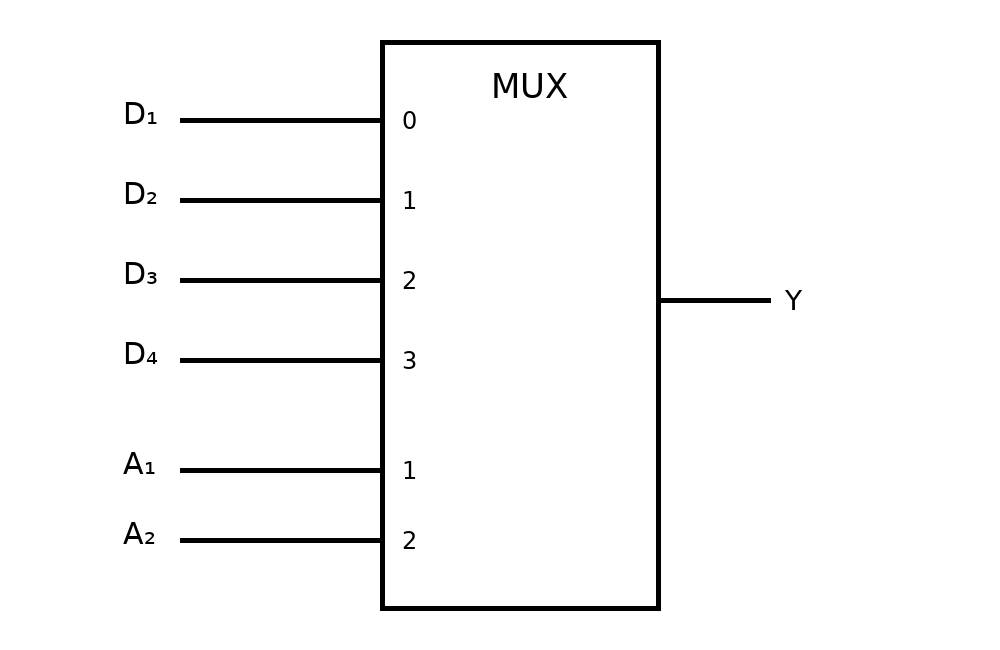 MUX
D₁ 0
D₂ 1
D₃ 2
Y
D₄ 3
A₁ 1
A₂ 2